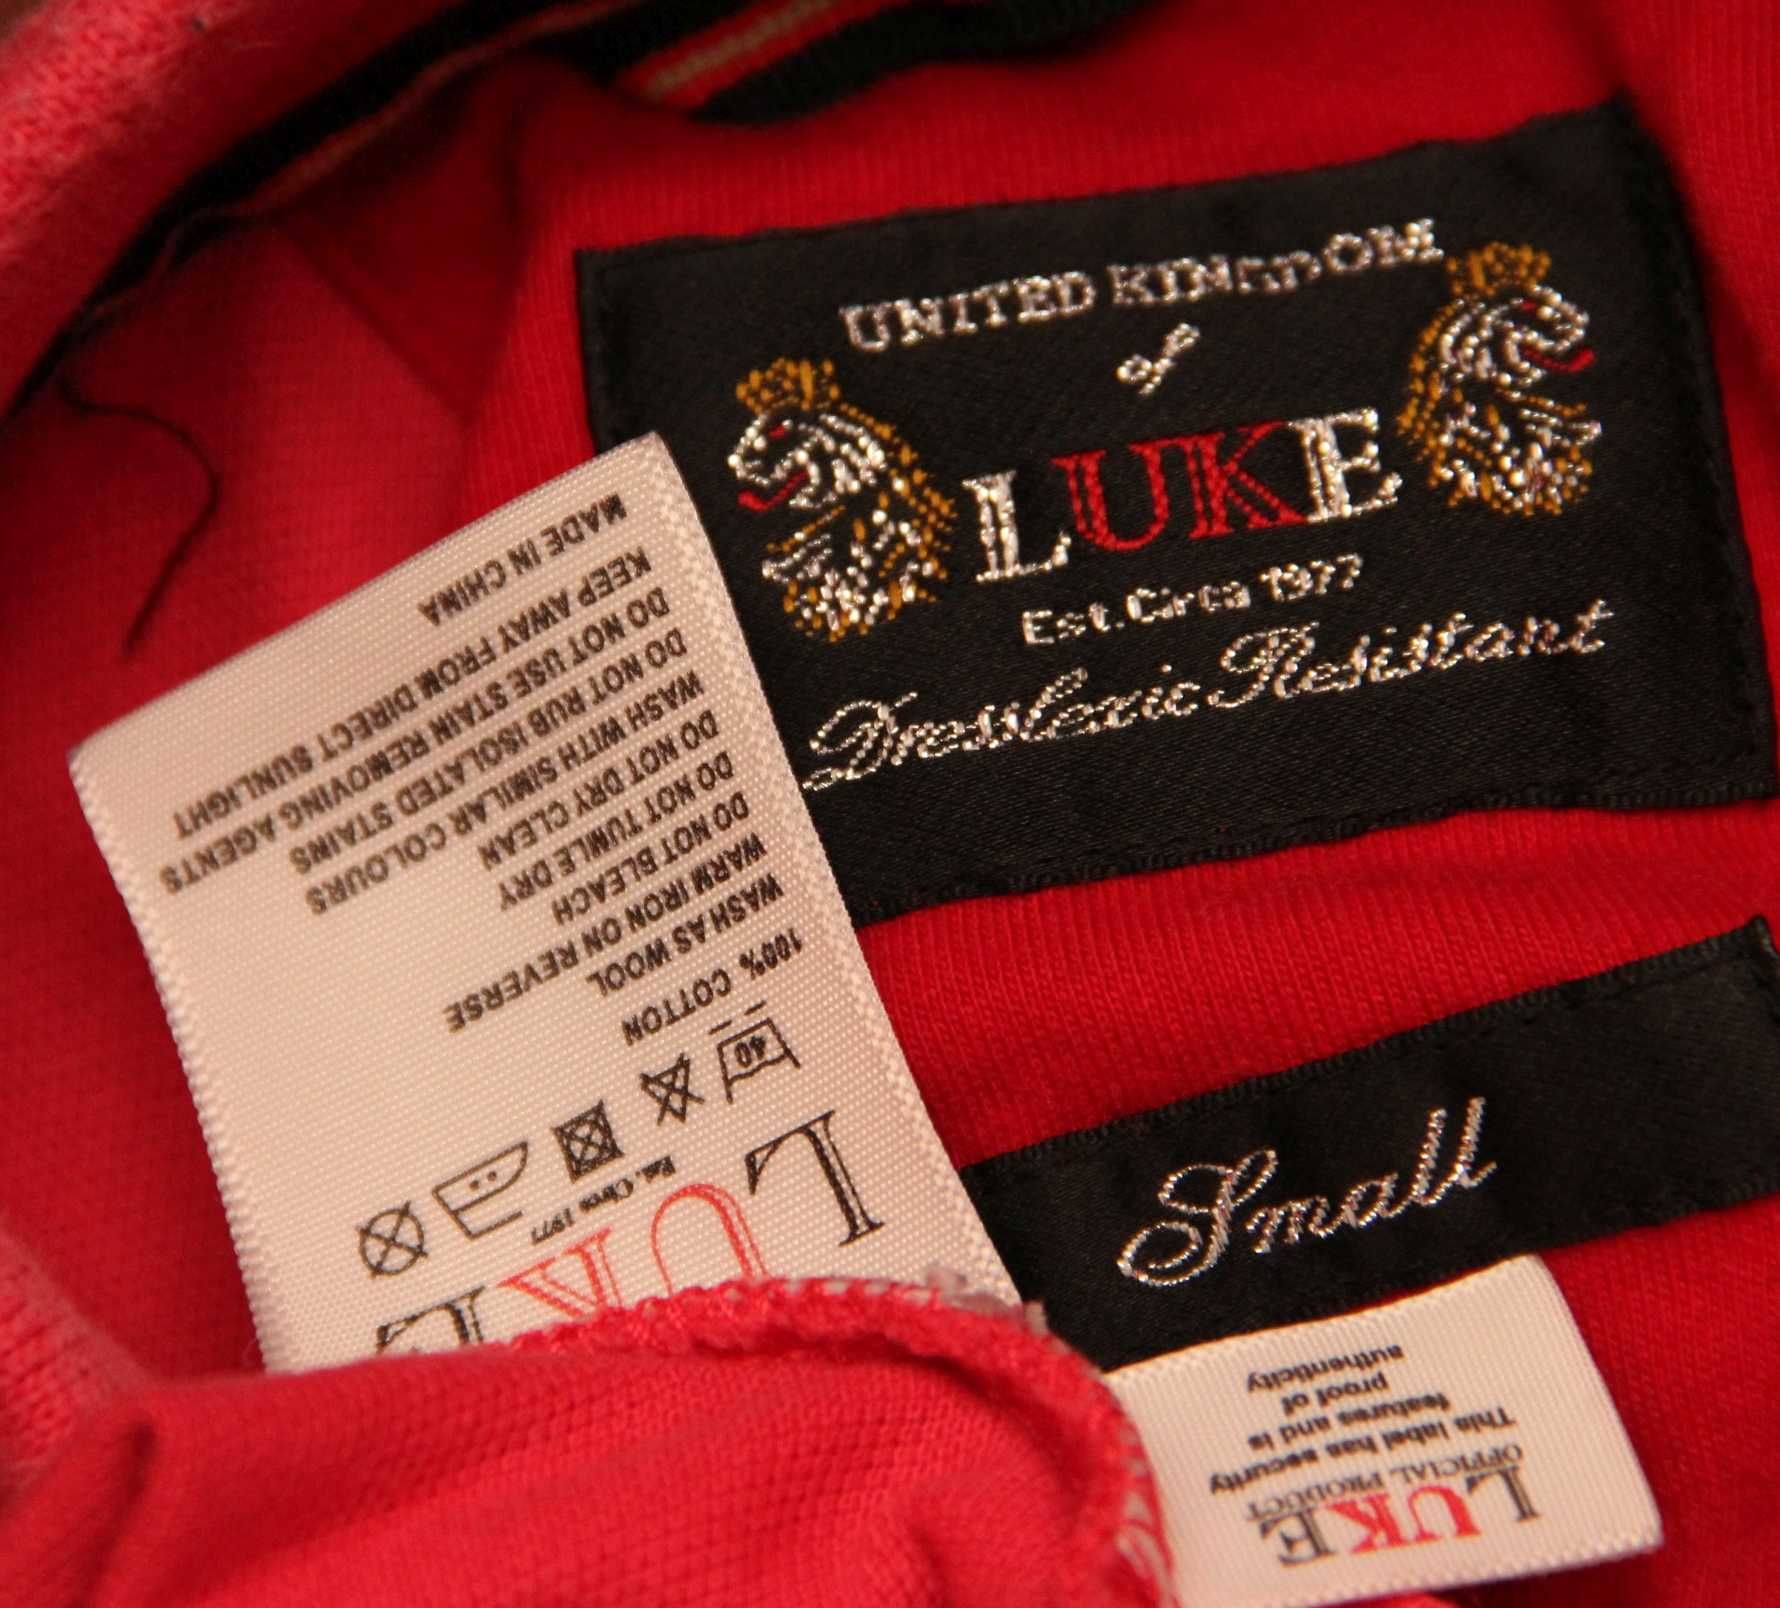 UNITED KINGDOM
of
LUKE
Est. Circa 1977
Dresslexic Resistant
Small
LUKE
Est. Circa 1977
40
100% COTTON
WASH AS WOOL
WARM IRON ON REVERSE
DO NOT BLEACH
DO NOT TUMLE DRY
DO NOT DRY CLEAN
WASH WITH SIMILAR COLOURS
DO NOT RUB ISOLATED STAINS
DO NOT USE STAIN REMOVING AGENTS
KEEP AWAY FROM DIRECT SUNLIGHT
MADE IN CHINA
LUKE
OFFICIAL PRODUCT
This label has security
features and is
proof of
authenticity